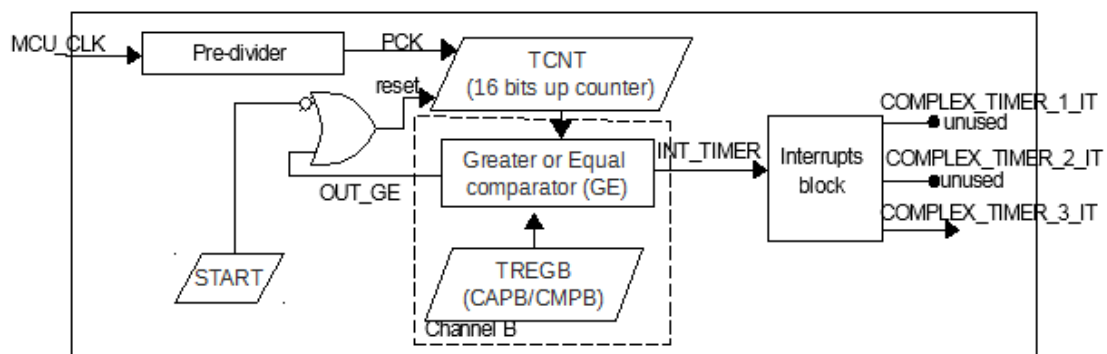 MCU_CLK
Pre-divider
PCK
TCNT
(16 bits up counter)
reset
COMPLEX_TIMER_1_IT
unused
INT_TIMER
Interrupts
block
COMPLEX_TIMER_2_IT
unused
COMPLEX_TIMER_3_IT
Greater or Equal
comparator (GE)
OUT_GE
START
TREGB
(CAPB/CMPB)
Channel B